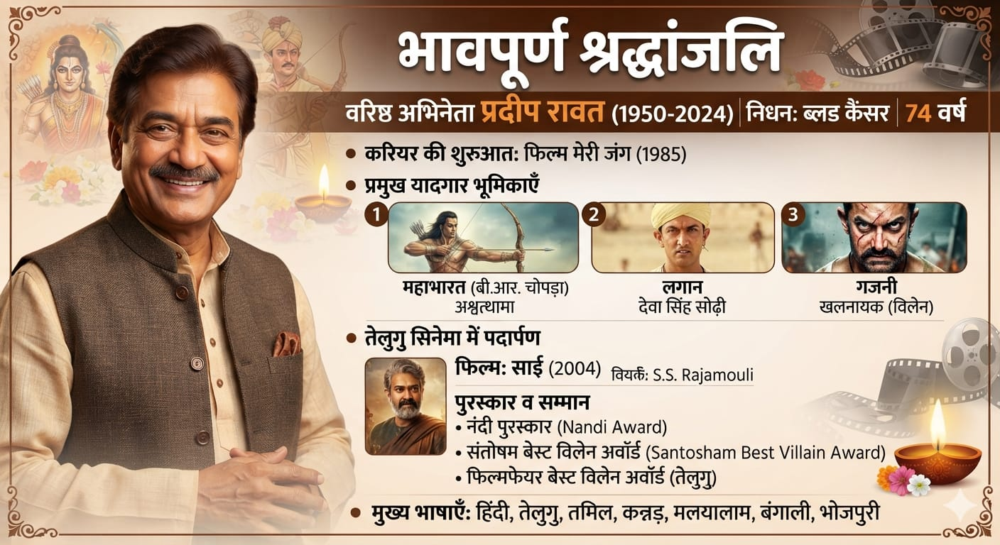 भावपूर्ण श्रद्धांजलि
वरिष्ठ अभिनेता प्रदीप रावत (1950-2024) | निधन: ब्लड कैंसर | 74 वर्ष
• करियर की शुरुआत: फिल्म मेरी जंग (1985)
• प्रमुख यादगार भूमिकाएँ
1 2 3
महाभारत (बी.आर. चोपड़ा) लगान गजनी
अश्वत्थामा देवा सिंह सोढ़ी खलनायक (विलेन)
• तेलुगु सिनेमा में पदार्पण
फिल्म: साई (2004) S.S. Rajamouli
पुरस्कार व सम्मान
• नंदी पुरस्कार (Nandi Award)
• संतोषम बेस्ट विलेन अवॉर्ड (Santosham Best Villain Award)
• फिल्मफेयर बेस्ट विलेन अवॉर्ड (तेलुगु)
• मुख्य भाषाएँ: हिंदी, तेलुगु, तमिल, कन्नड़, मलयालाम, बंगाली, भोजपुरी